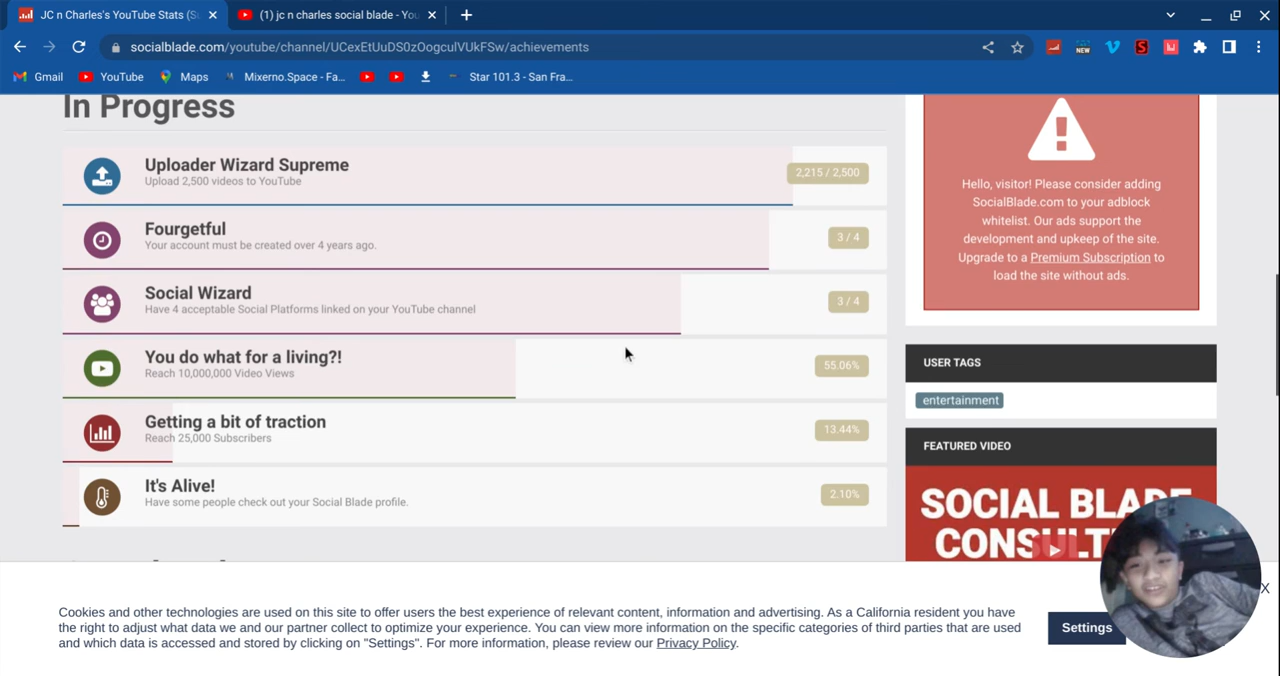 JC n Charles's YouTube Stats (Su
(1) jc n charles social blade - You
socialblade.com/youtube/channel/UCexEtUuDS0zOogcuIVUkFSw/achievements
NEW
Gmail
YouTube
Maps
Mixerno.Space - Fa...
Star 101.3 - San Fra...
In Progress
Uploader Wizard Supreme
Upload 2,500 videos to YouTube
2,215 / 2,500
Fourgetful
Your account must be created over 4 years ago.
3 / 4
Social Wizard
Have 4 acceptable Social Platforms linked on your YouTube channel
3 / 4
You do what for a living?!
Reach 10,000,000 Video Views
55.06%
Getting a bit of traction
Reach 25,000 Subscribers
13.44%
It's Alive!
Have some people check out your Social Blade profile.
2.10%
Hello, visitor! Please consider adding
SocialBlade.com to your adblock
whitelist. Our ads support the
development and upkeep of the site.
Upgrade to a Premium Subscription to
load the site without ads.
USER TAGS
entertainment
FEATURED VIDEO
SOCIAL BLADE
CONSULT
Cookies and other technologies are used on this site to offer users the best experience of relevant content, information and advertising. As a California resident you have
the right to adjust what data we and our partner collect to optimize your experience. You can view more information on the specific categories of third parties that are used
and which data is accessed and stored by clicking on "Settings". For more information, please review our Privacy Policy.
Settings
X